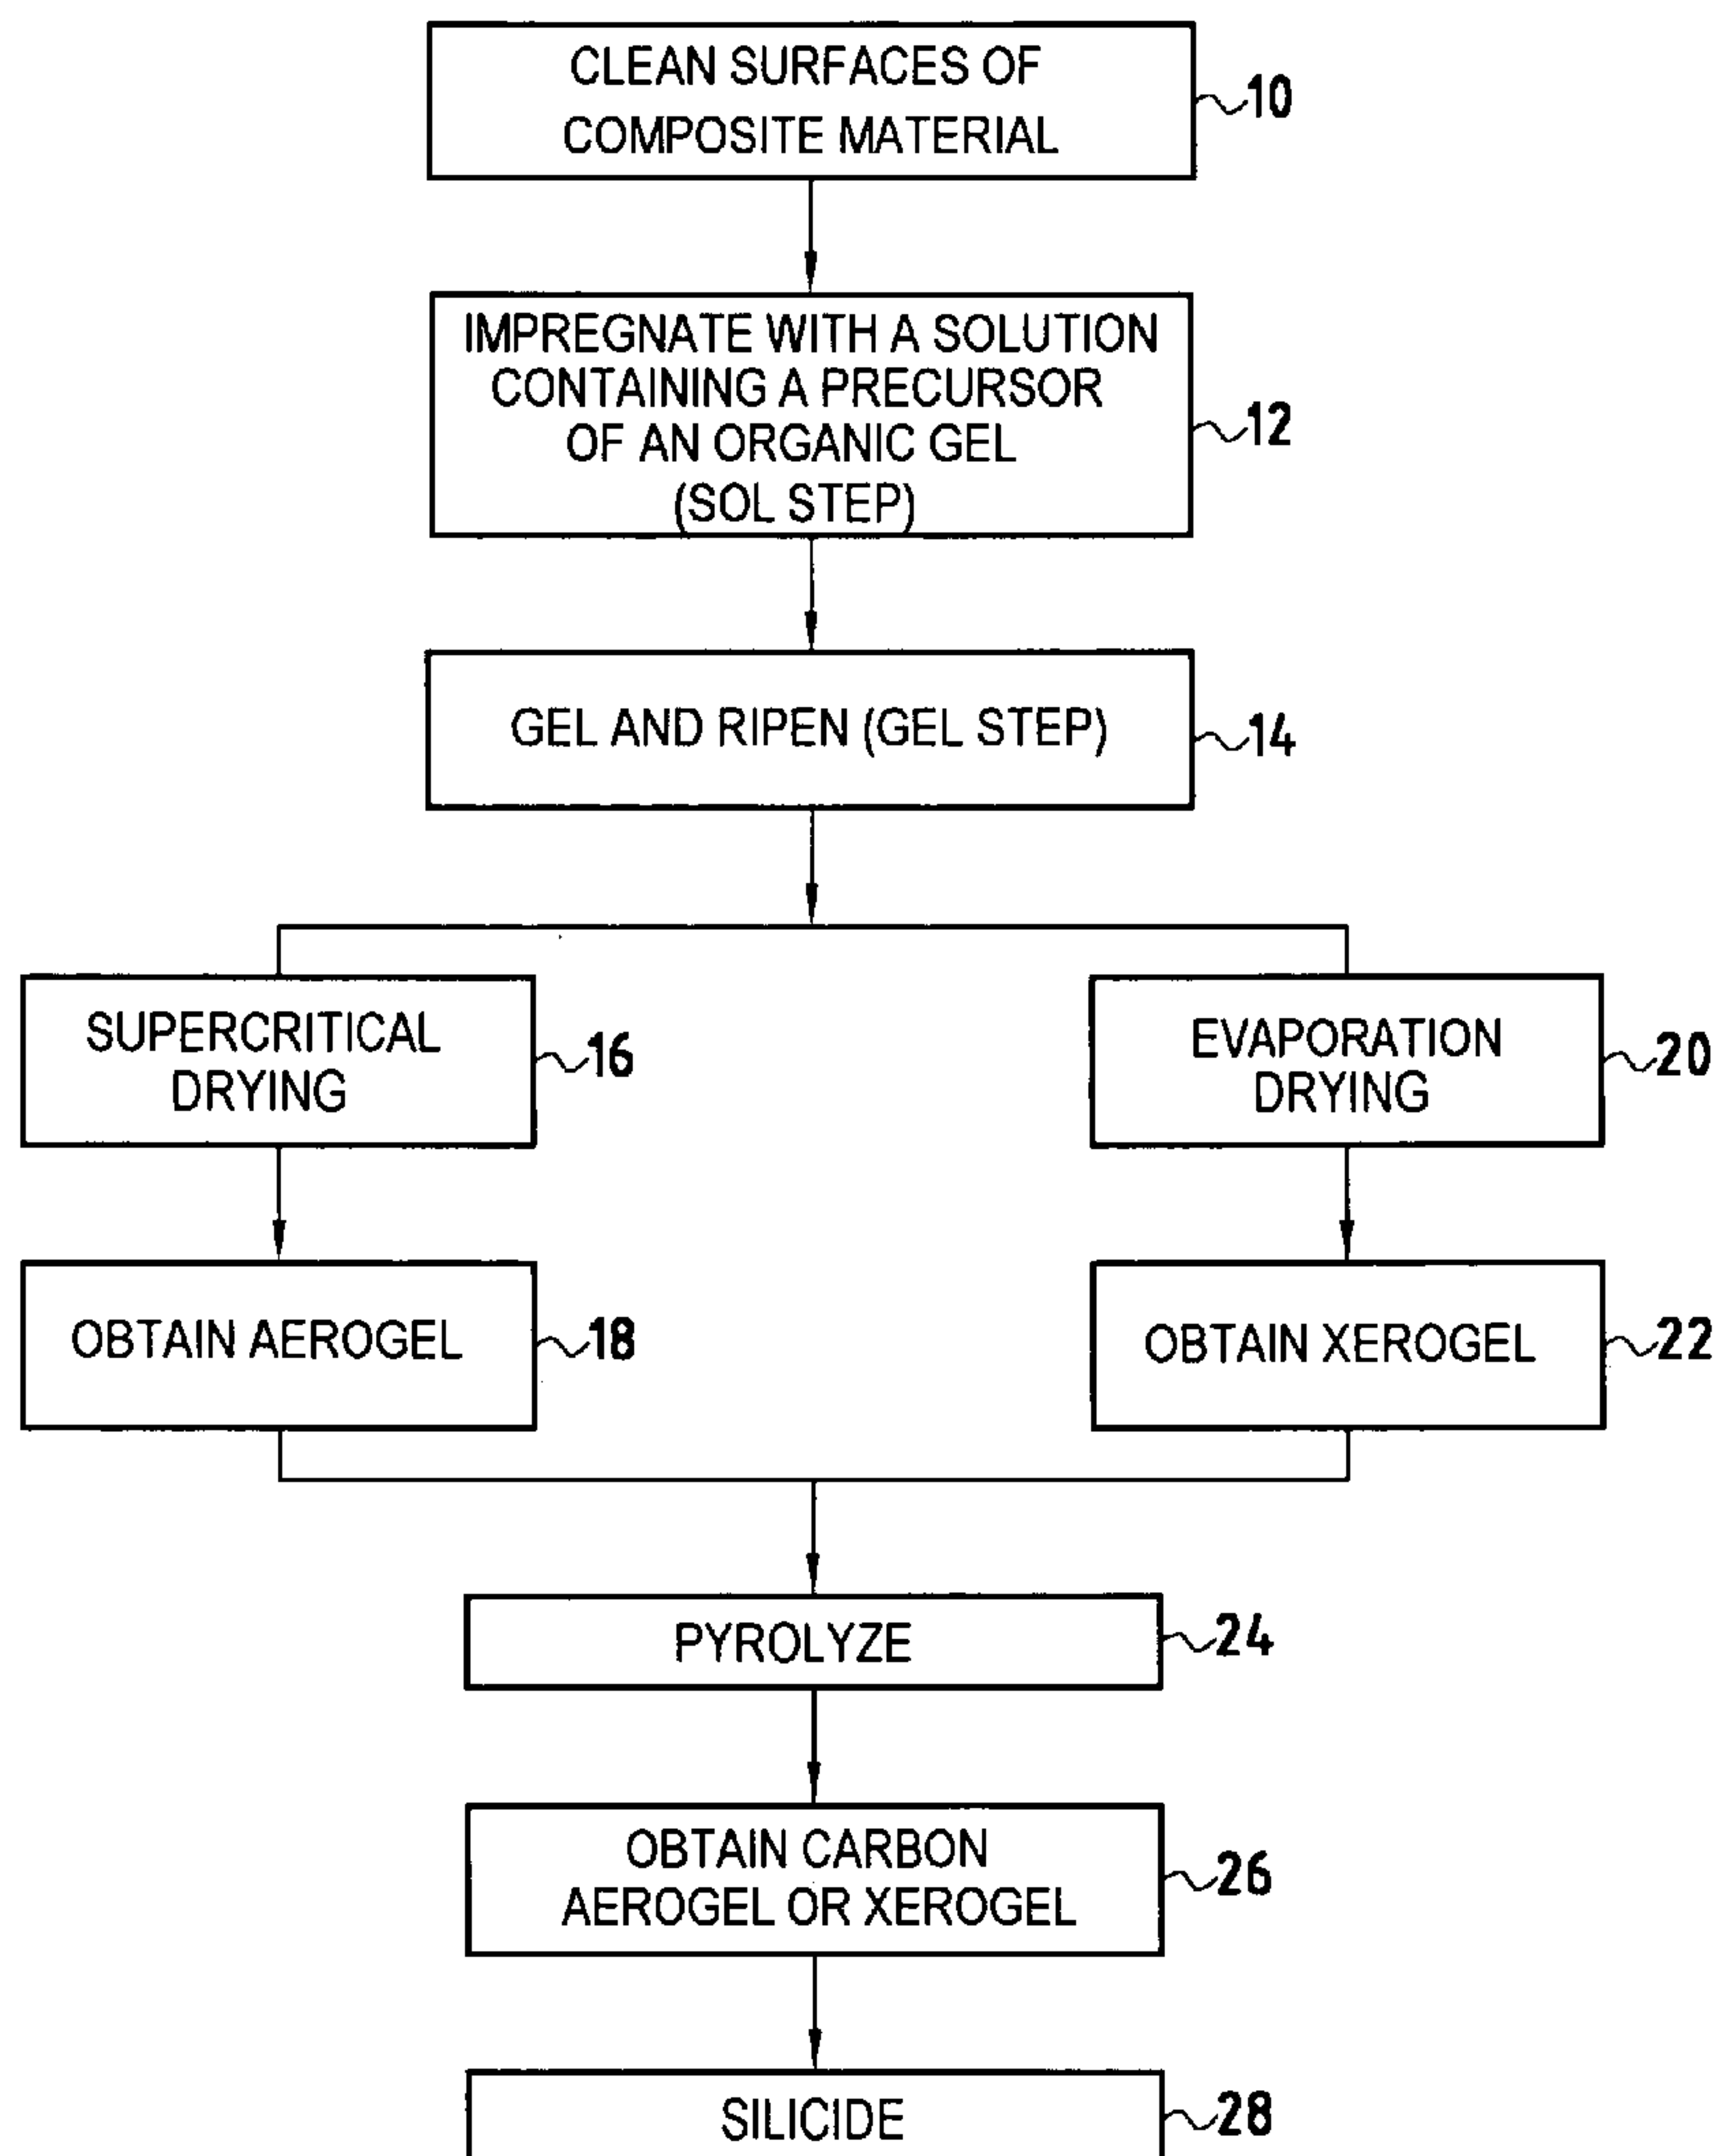 CLEAN SURFACES OF
COMPOSITE MATERIAL
10
IMPREGNATE WITH A SOLUTION
CONTAINING A PRECURSOR
OF AN ORGANIC GEL
(SOL STEP)
12
GEL AND RIPEN (GEL STEP)
14
SUPERCRITICAL
DRYING
16
EVAPORATION
DRYING
20
OBTAIN AEROGEL
18
OBTAIN XEROGEL
22
PYROLYZE
24
OBTAIN CARBON
AEROGEL OR XEROGEL
26
SILICIDE
28